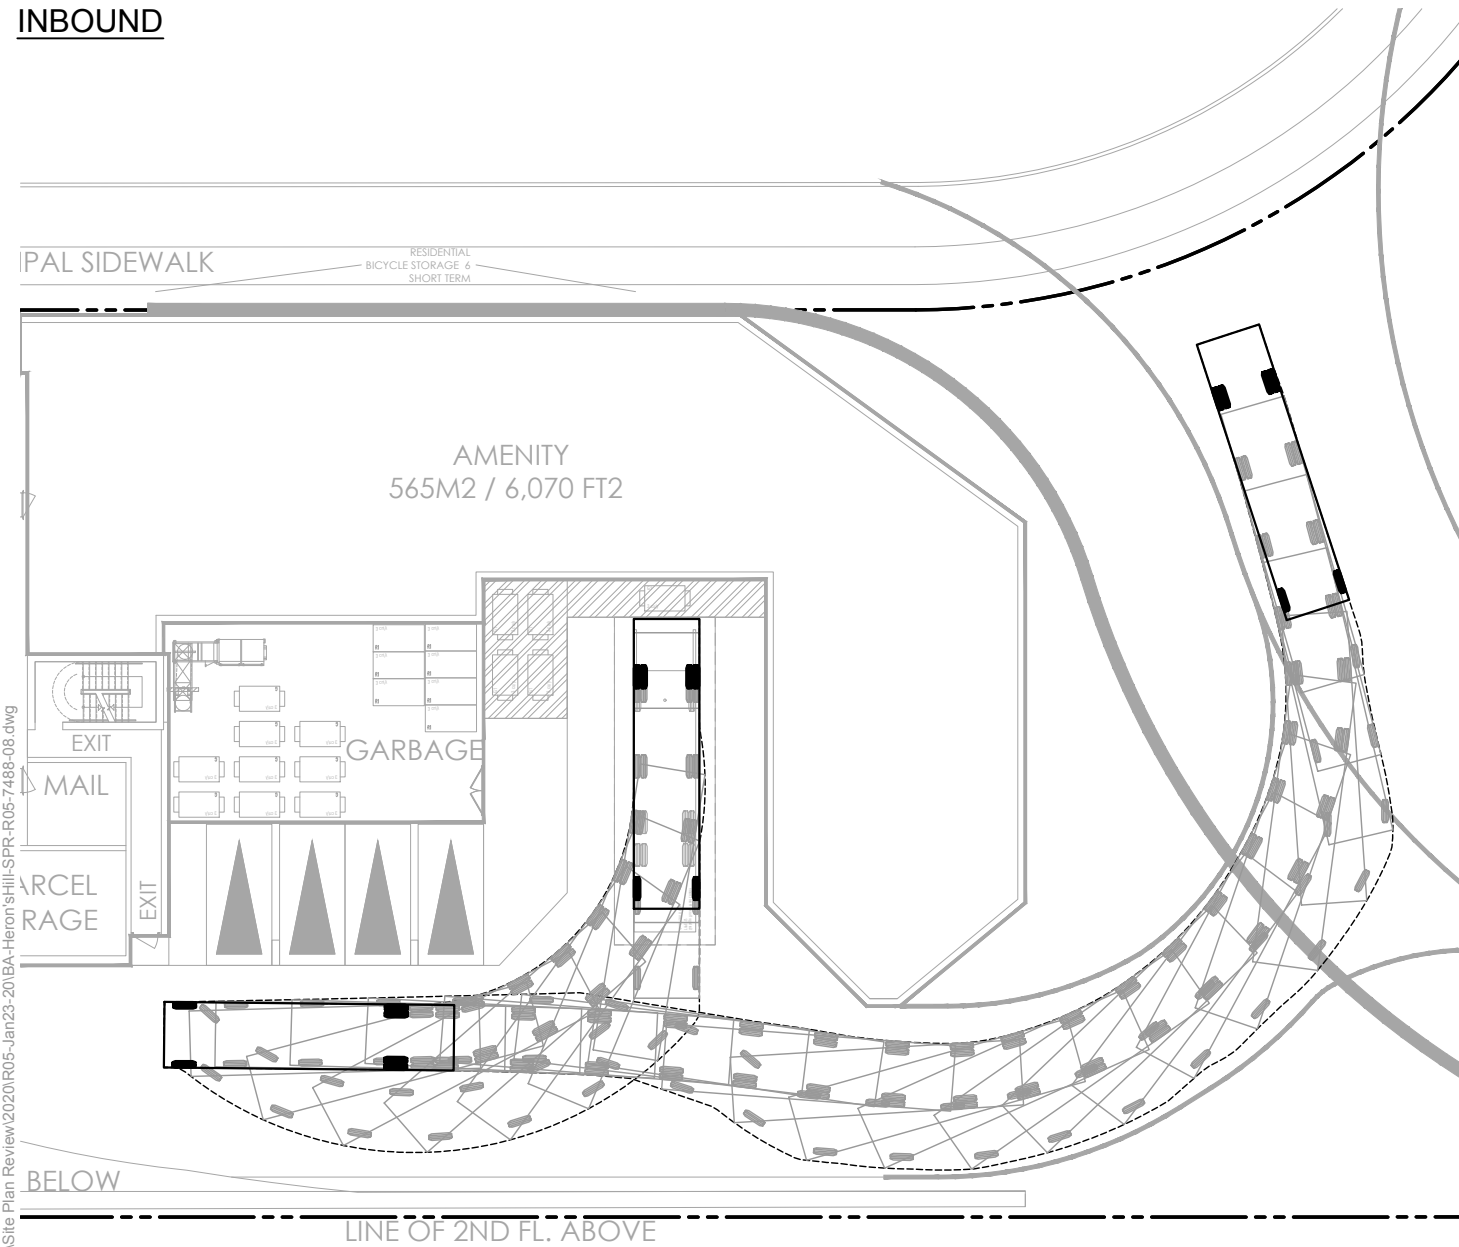 INBOUND
IPAL SIDEWALK
RESIDENTIAL
BICYCLE STORAGE 6
SHORT TERM
AMENITY
565M2 / 6,070 FT2
GARBAGE
EXIT
MAIL
ARCEL
RAGE
EXIT
BELOW
LINE OF 2ND FL. ABOVE
\Site Plan Review\2020\R05-Jan23-20\BA-Heron'sHill-SPR-R05-7488-08.dwg